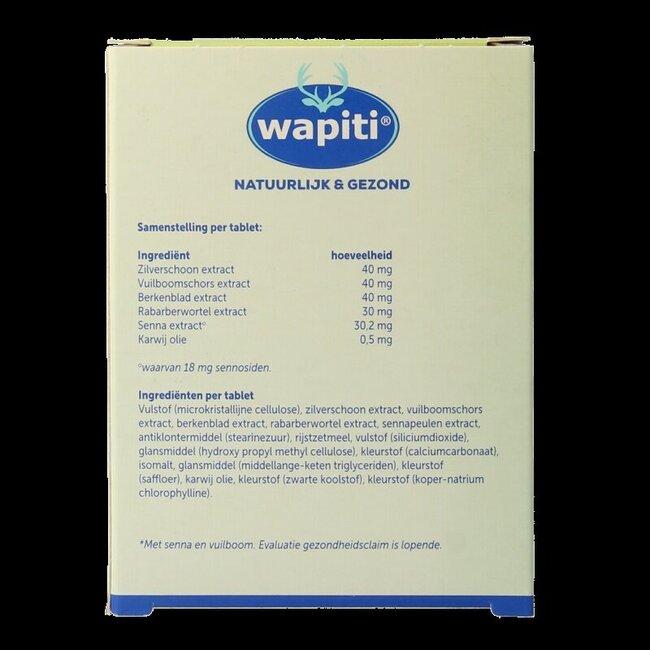 wapiti®
NATUURLIJK & GEZOND
Samenstelling per tablet:
Ingrediënt hoeveelheid
Zilverschoon extract 40 mg
Vuilboomschors extract 40 mg
Berkenblad extract 40 mg
Rabarberwortel extract 30 mg
Senna extract° 30,2 mg
Karwij olie 0,5 mg
°waarvan 18 mg sennosiden.
Ingrediënten per tablet
Vulstof (microkristallijne cellulose), zilverschoon extract, vuilboomschors
extract, berkenblad extract, rabarberwortel extract, sennapeulen extract,
antiklontermiddel (stearinezuur), rijstzetmeel, vulstof (siliciumdioxide),
glansmiddel (hydroxy propyl methyl cellulose), kleurstof (calciumcarbonaat),
isomalt, glansmiddel (middellange-keten triglyceriden), kleurstof
(saffloer), karwij olie, kleurstof (zwarte koolstof), kleurstof (koper-natrium
chlorophylline).
*Met senna en vuilboom. Evaluatie gezondheidsclaim is lopende.